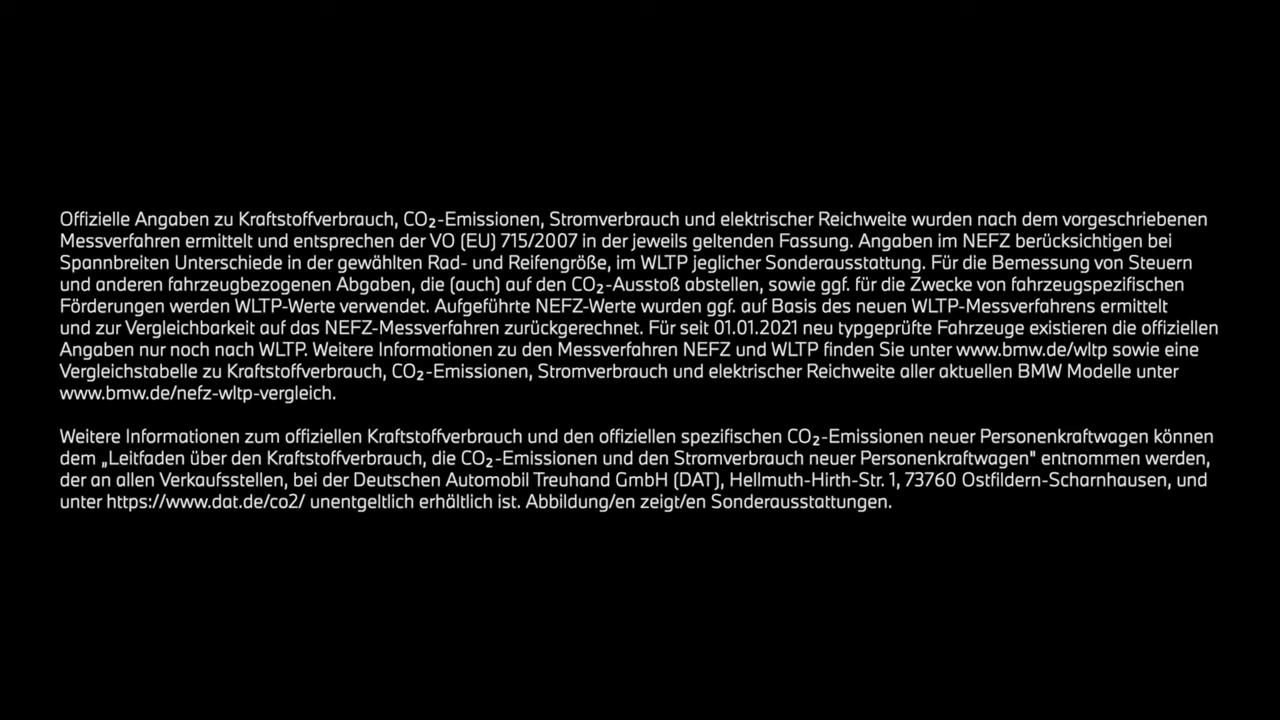 Offizielle Angaben zu Kraftstoffverbrauch, CO₂-Emissionen, Stromverbrauch und elektrischer Reichweite wurden nach dem vorgeschriebenen
Messverfahren ermittelt und entsprechen der VO (EU) 715/2007 in der jeweils geltenden Fassung. Angaben im NEFZ berücksichtigen bei
Spannbreiten Unterschiede in der gewählten Rad- und Reifengröße, im WLTP jeglicher Sonderausstattung. Für die Bemessung von Steuern
und anderen fahrzeugbezogenen Abgaben, die (auch) auf den CO₂-Ausstoß abstellen, sowie ggf. für die Zwecke von fahrzeugspezifischen
Förderungen werden WLTP-Werte verwendet. Aufgeführte NEFZ-Werte wurden ggf. auf Basis des neuen WLTP-Messverfahrens ermittelt
und zur Vergleichbarkeit auf das NEFZ-Messverfahren zurückgerechnet. Für seit 01.01.2021 neu typgeprüfte Fahrzeuge existieren die offiziellen
Angaben nur noch nach WLTP. Weitere Informationen zu den Messverfahren NEFZ und WLTP finden Sie unter www.bmw.de/wltp sowie eine
Vergleichstabelle zu Kraftstoffverbrauch, CO₂-Emissionen, Stromverbrauch und elektrischer Reichweite aller aktuellen BMW Modelle unter
www.bmw.de/nefz-wltp-vergleich.
Weitere Informationen zum offiziellen Kraftstoffverbrauch und den offiziellen spezifischen CO₂-Emissionen neuer Personenkraftwagen können
dem „Leitfaden über den Kraftstoffverbrauch, die CO₂-Emissionen und den Stromverbrauch neuer Personenkraftwagen" entnommen werden,
der an allen Verkaufsstellen, bei der Deutschen Automobil Treuhand GmbH (DAT), Hellmuth-Hirth-Str. 1, 73760 Ostfildern-Scharnhausen, und
unter https://www.dat.de/co2/ unentgeltlich erhältlich ist. Abbildung/en zeigt/en Sonderausstattungen.